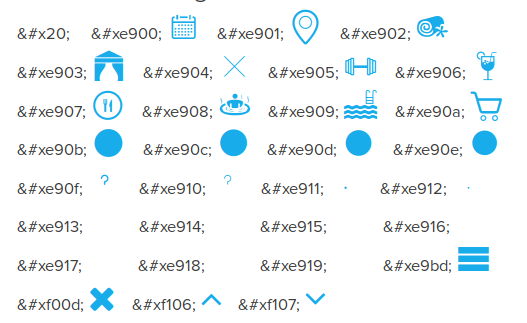 &#x20; &#xe900; &#xe901; &#xe902;
&#xe903; &#xe904; &#xe905; &#xe906;
&#xe907; &#xe908; &#xe909; &#xe90a;
&#xe90b; &#xe90c; &#xe90d; &#xe90e;
&#xe90f; &#xe910; &#xe911; &#xe912;
&#xe913; &#xe914; &#xe915; &#xe916;
&#xe917; &#xe918; &#xe919; &#xe9bd;
&#xf00d; &#xf106; &#xf107;